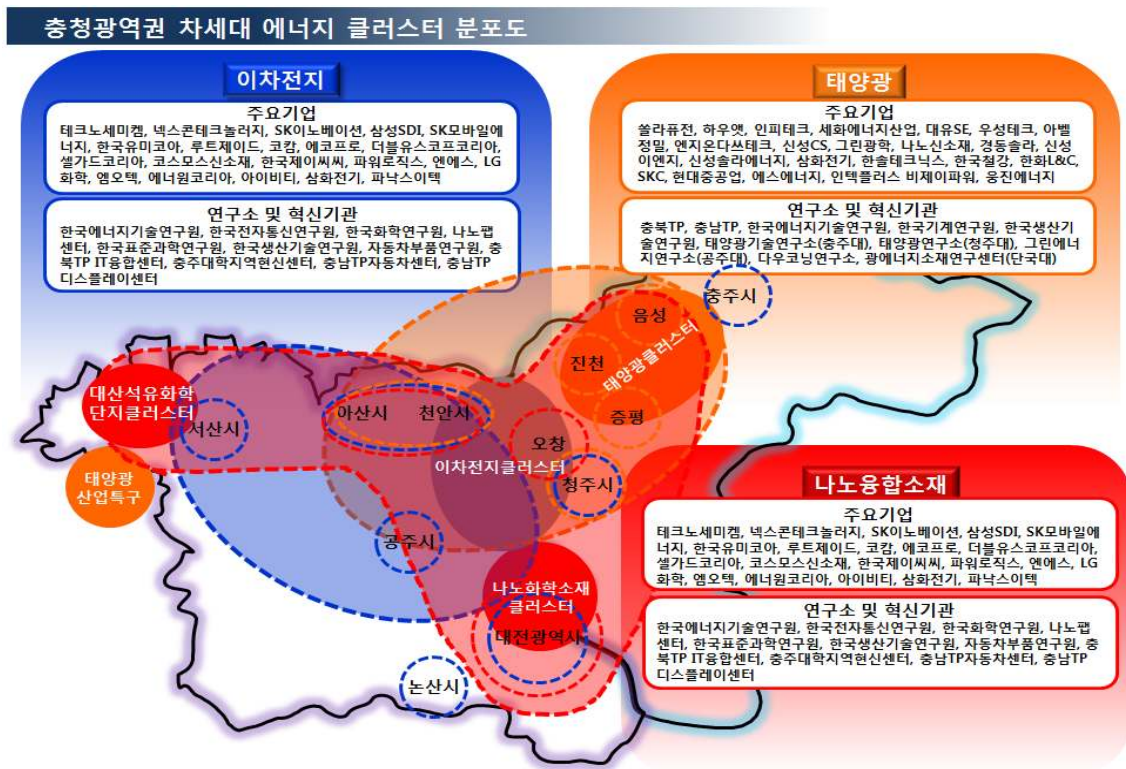 충청광역권 차세대 에너지 클러스터 분포도
이차전지
주요기업
테크노세미켐, 넥스콘테크놀러지, SK이노베이션, 삼성SDI, SK모바일에
너지, 한국유미코아, 루트제이드, 코캄, 에코프로, 더블유스코프코리아,
셀가드코리아, 코스모스신소재, 한국제이씨씨, 파워로직스, 엔에스, LG
화학, 엠오텍, 에너원코리아, 아이비티, 삼화전기, 파낙스이텍
연구소 및 혁신기관
한국에너지기술연구원, 한국전자통신연구원, 한국화학연구원, 나노팹
센터, 한국표준과학연구원, 한국생산기술연구원, 자동차부품연구원, 충
북TP IT융합센터, 충주대학지역현신센터, 충남TP자동차센터, 충남TP
디스플레이센터
태양광
주요기업
쏠라퓨전, 하우앳, 인피테크, 세화에너지산업, 대유SE, 우성테크, 아벨
정밀, 엔지온다쓰테크, 신성CS, 그린광학, 나노신소재, 경동솔라, 신성
이엔지, 신성솔라에너지, 삼화전기, 한솔테크닉스, 한국철강, 한화L&C,
SKC, 현대중공업, 에스에너지, 인텍플러스 비제이파워, 웅진에너지
연구소 및 혁신기관
충북TP, 충남TP, 한국에너지기술연구원, 한국기계연구원, 한국생산기
술연구원, 태양광기술연구소(충주대), 태양광연구소(청주대), 그린에너
지연구소(공주대), 다우코닝연구소, 광에너지소재연구센터(단국대)
충주시
음성
태양광클러스터
진천
증평
대산석유화학
단지클러스터
서산시
아산시
천안시
오창
이차전지클러스터
청주시
태양광
산업특구
공주시
나노화학소재
클러스터
대전광역시
논산시
나노융합소재
주요기업
테크노세미켐, 넥스콘테크놀러지, SK이노베이션, 삼성SDI, SK모바일에
너지, 한국유미코아, 루트제이드, 코캄, 에코프로, 더블유스코프코리아,
셀가드코리아, 코스모스신소재, 한국제이씨씨, 파워로직스, 엔에스, LG
화학, 엠오텍, 에너원코리아, 아이비티, 삼화전기, 파낙스이텍
연구소 및 혁신기관
한국에너지기술연구원, 한국전자통신연구원, 한국화학연구원, 나노팹
센터, 한국표준과학연구원, 한국생산기술연구원, 자동차부품연구원, 충
북TP IT융합센터, 충주대학지역현신센터, 충남TP자동차센터, 충남TP
디스플레이센터